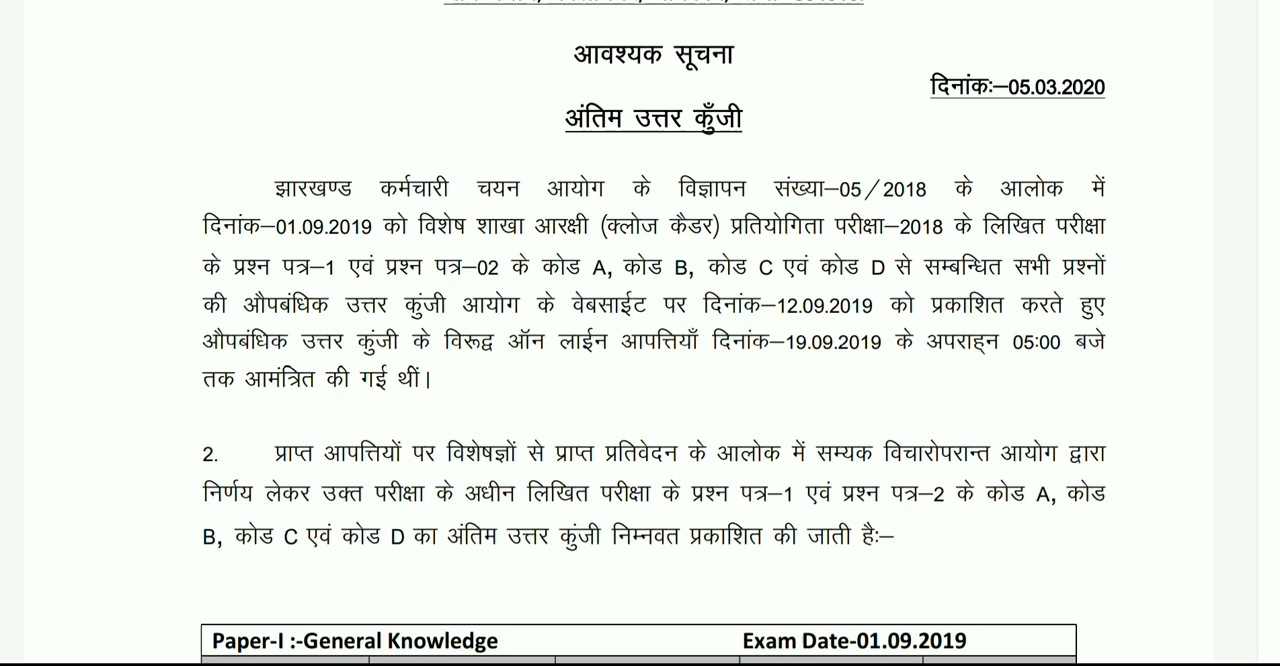 आवश्यक सूचना
दिनांकः–05.03.2020
अंतिम उत्तर कुँजी
झारखण्ड कर्मचारी चयन आयोग के विज्ञापन संख्या–05/2018 के आलोक में
दिनांक–01.09.2019 को विशेष शाखा आरक्षी (क्लोज कैडर) प्रतियोगिता परीक्षा–2018 के लिखित परीक्षा
के प्रश्न पत्र–1 एवं प्रश्न पत्र–02 के कोड A, कोड B, कोड C एवं कोड D से सम्बन्धित सभी प्रश्नों
की औपबंधिक उत्तर कुंजी आयोग के वेबसाईट पर दिनांक–12.09.2019 को प्रकाशित करते हुए
औपबंधिक उत्तर कुंजी के विरूद्व ऑन लाईन आपत्तियाँ दिनांक–19.09.2019 के अपराह्न 05:00 बजे
तक आमंत्रित की गई थीं।
2. प्राप्त आपत्तियों पर विशेषज्ञों से प्राप्त प्रतिवेदन के आलोक में सम्यक विचारोपरान्त आयोग द्वारा
निर्णय लेकर उक्त परीक्षा के अधीन लिखित परीक्षा के प्रश्न पत्र–1 एवं प्रश्न पत्र–2 के कोड A, कोड
B, कोड C एवं कोड D का अंतिम उत्तर कुंजी निम्नवत प्रकाशित की जाती हैः–
Paper-I :-General Knowledge Exam Date-01.09.2019